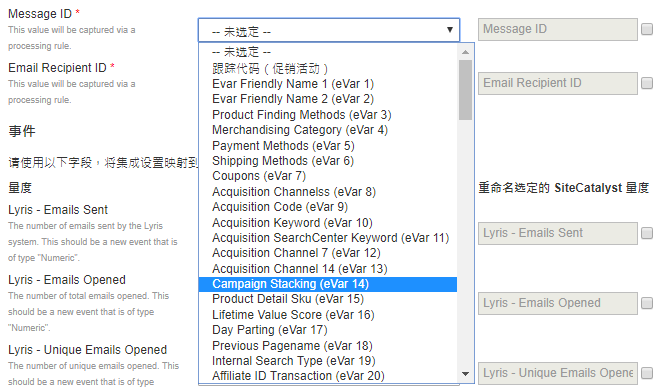 Message ID *
This value will be captured via a
processing rule.
-- 未选定 --
Message ID
Email Recipient ID *
This value will be captured via a
processing rule.
Email Recipient ID
-- 未选定 --
跟踪代码（促销活动）
Evar Friendly Name 1 (eVar 1)
Evar Friendly Name 2 (eVar 2)
Product Finding Methods (eVar 3)
Merchandising Category (eVar 4)
Payment Methods (eVar 5)
Shipping Methods (eVar 6)
Coupons (eVar 7)
Acquisition Channelss (eVar 8)
Acquisition Code (eVar 9)
Acquisition Keyword (eVar 10)
Acquisition SearchCenter Keyword (eVar 11)
Acquisition Channel 7 (eVar 12)
Acquisition Channel 14 (eVar 13)
Campaign Stacking (eVar 14)
Product Detail Sku (eVar 15)
Lifetime Value Score (eVar 16)
Day Parting (eVar 17)
Previous Pagename (eVar 18)
Internal Search Type (eVar 19)
Affiliate ID Transaction (eVar 20)
事件
请使用以下字段，将集成设置映射到
量度
重命名选定的 SiteCatalyst 量度
Lyris - Emails Sent
The number of emails sent by the Lyris
system. This should be a new event that is
of type "Numeric".
Lyris - Emails Sent
Lyris - Emails Opened
The number of total emails opened. This
should be a new event that is of type
"Numeric".
Lyris - Emails Opened
Lyris - Unique Emails Opened
The number of unique emails opened. This
should be a new event that is of type
Lyris - Unique Emails Opene